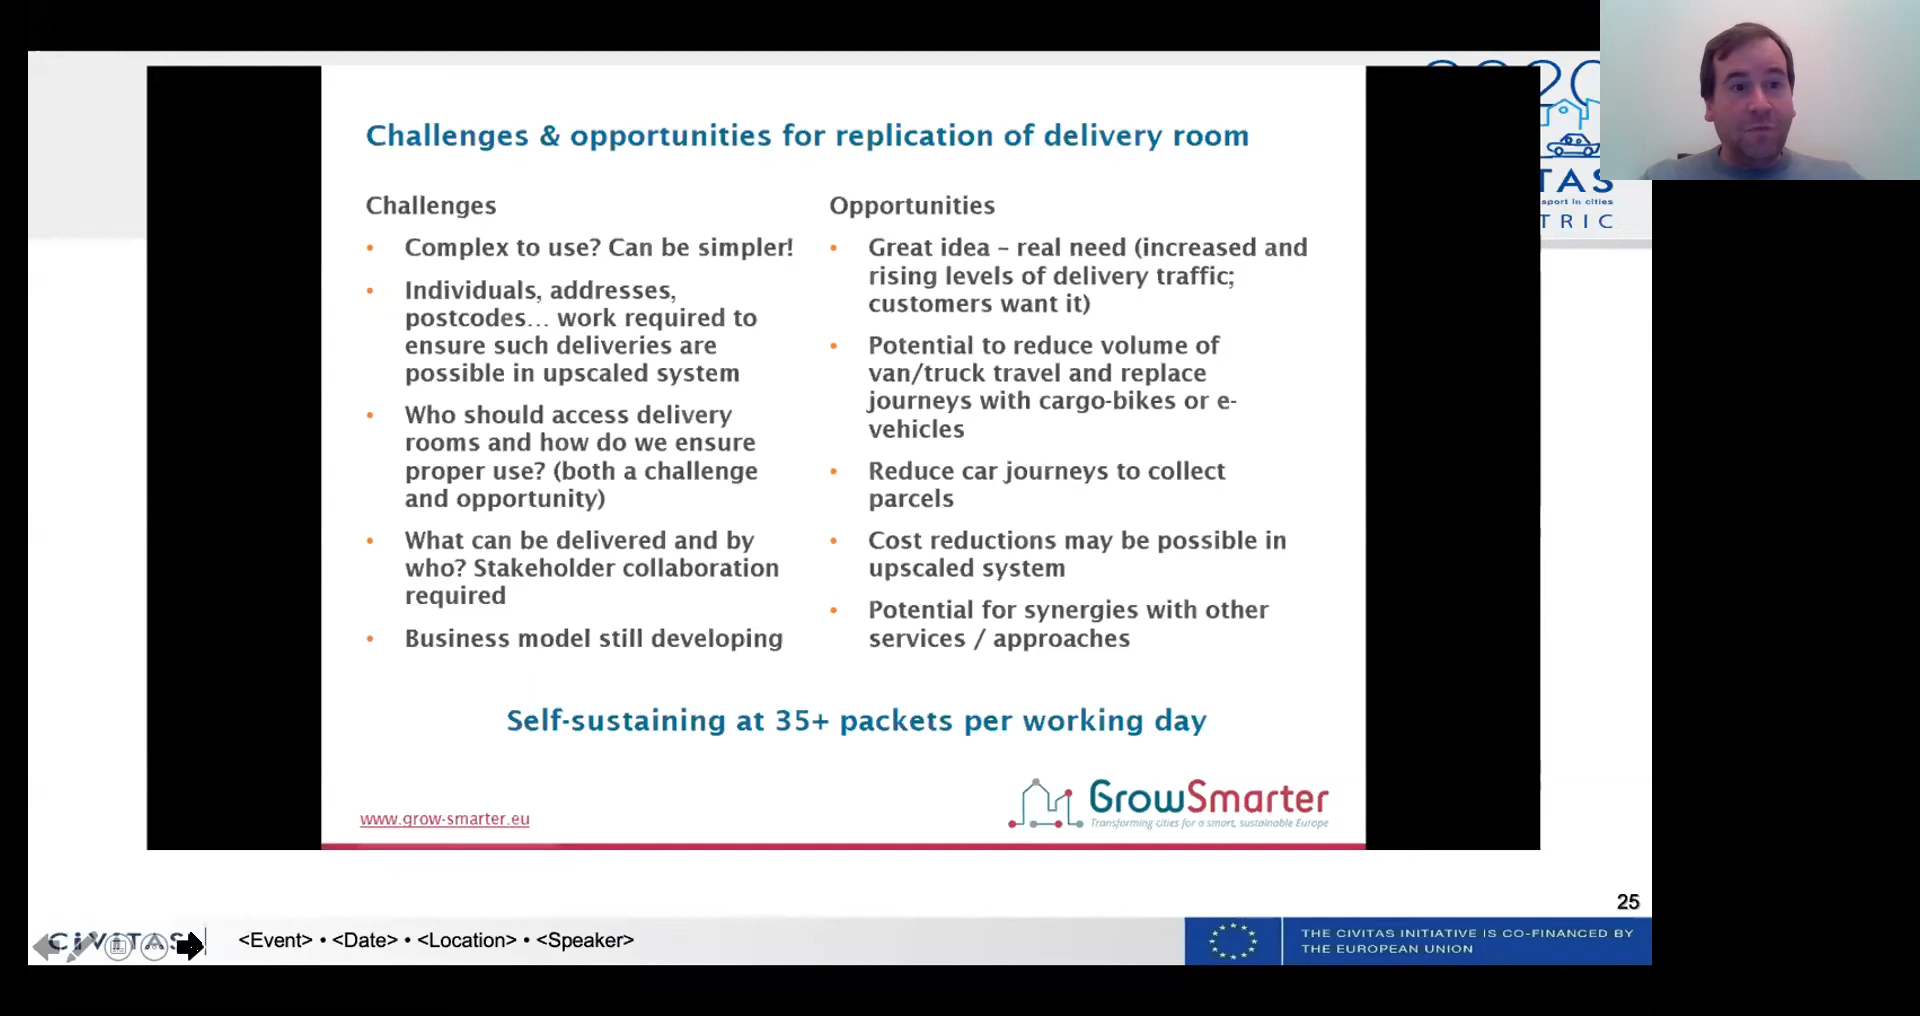 Challenges & opportunities for replication of delivery room
Challenges
• Complex to use? Can be simpler!
• Individuals, addresses,
postcodes... work required to
ensure such deliveries are
possible in upscaled system
• Who should access delivery
rooms and how do we ensure
proper use? (both a challenge
and opportunity)
• What can be delivered and by
who? Stakeholder collaboration
required
• Business model still developing
Opportunities
• Great idea – real need (increased and
rising levels of delivery traffic;
customers want it)
• Potential to reduce volume of
van/truck travel and replace
journeys with cargo-bikes or e-
vehicles
• Reduce car journeys to collect
parcels
• Cost reductions may be possible in
upscaled system
• Potential for synergies with other
services / approaches
Self-sustaining at 35+ packets per working day
www.grow-smarter.eu
GrowSmarter
Transforming cities for a smart, sustainable Europe
2020
TAS
sport in cities
TRIC
25
CIVITAS
<Event> • <Date> • <Location> • <Speaker>
THE CIVITAS INITIATIVE IS CO-FINANCED BY
THE EUROPEAN UNION